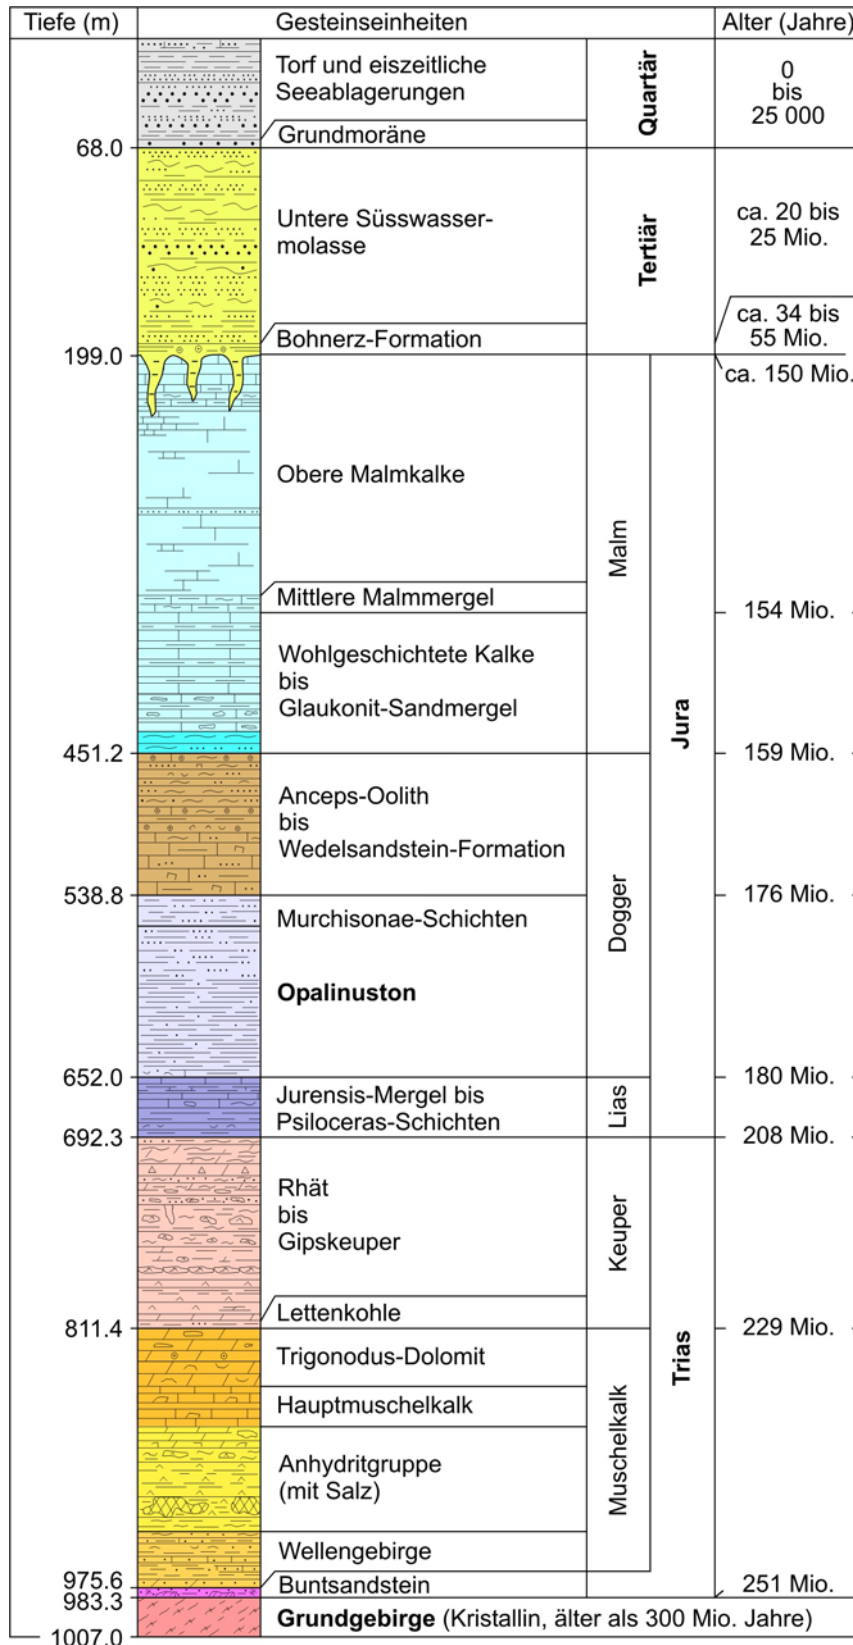 Tiefe (m) Gesteinseinheiten Alter (Jahre)
Torf und eiszeitliche
Seeablagerungen
Grundmoräne
Quartär
0
bis
25 000
68.0
Untere Süsswasser-
molasse
Bohnerz-Formation
Tertiär
ca. 20 bis
25 Mio.
ca. 34 bis
55 Mio.
199.0
ca. 150 Mio.
Obere Malmkalke
Mittlere Malmmergel
154 Mio.
Wohlgeschichtete Kalke
bis
Glaukonit-Sandmergel
Malm
Jura
451.2
159 Mio.
Anceps-Oolith
bis
Wedelsandstein-Formation
538.8
176 Mio.
Murchisonae-Schichten
Opalinuston
Dogger
652.0
180 Mio.
Jurensis-Mergel bis
Psiloceras-Schichten
Lias
692.3
208 Mio.
Rhät
bis
Gipskeuper
Lettenkohle
Keuper
811.4
229 Mio.
Trigonodus-Dolomit
Hauptmuschelkalk
Anhydritgruppe
(mit Salz)
Wellengebirge
Muschelkalk
Trias
975.6
Buntsandstein
251 Mio.
983.3
Grundgebirge (Kristallin, älter als 300 Mio. Jahre)
1007.0